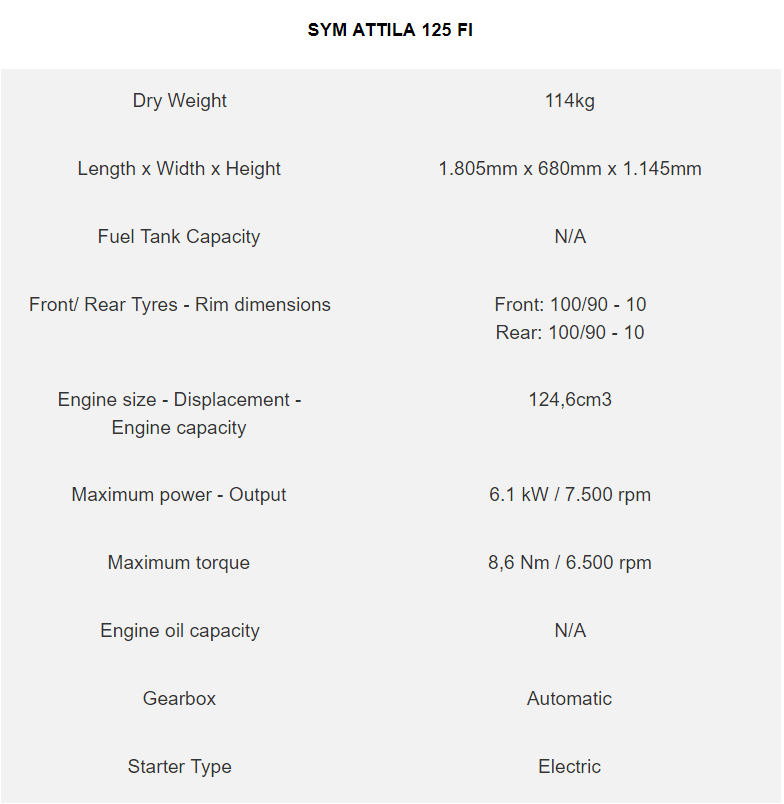 SYM ATTILA 125 FI
Dry Weight
114kg
Length x Width x Height
1.805mm x 680mm x 1.145mm
Fuel Tank Capacity
N/A
Front/ Rear Tyres - Rim dimensions
Front: 100/90 - 10
Rear: 100/90 - 10
Engine size - Displacement -
Engine capacity
124,6cm3
Maximum power - Output
6.1 kW / 7.500 rpm
Maximum torque
8,6 Nm / 6.500 rpm
Engine oil capacity
N/A
Gearbox
Automatic
Starter Type
Electric